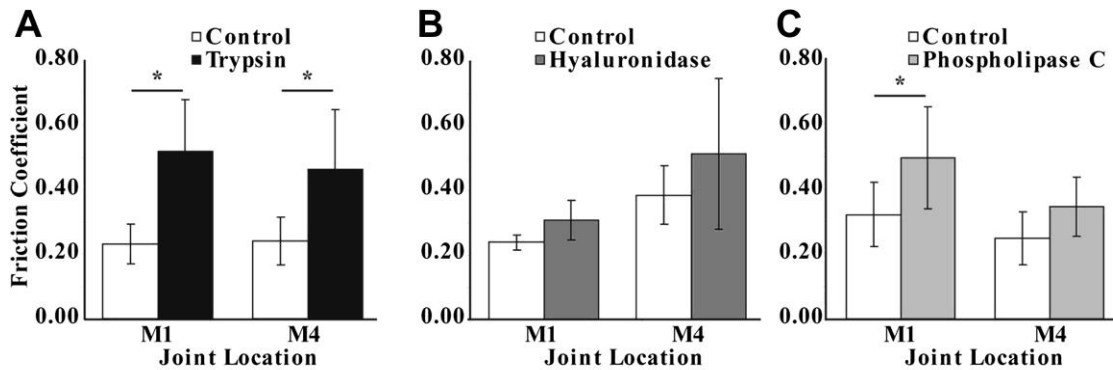 A
Control
Trypsin
*
*
0.80
0.60
0.40
0.20
0.00
Friction Coefficient
M1
M4
Joint Location
B
Control
Hyaluronidase
0.80
0.60
0.40
0.20
0.00
M1
M4
Joint Location
C
Control
Phospholipase C
*
0.80
0.60
0.40
0.20
0.00
M1
M4
Joint Location